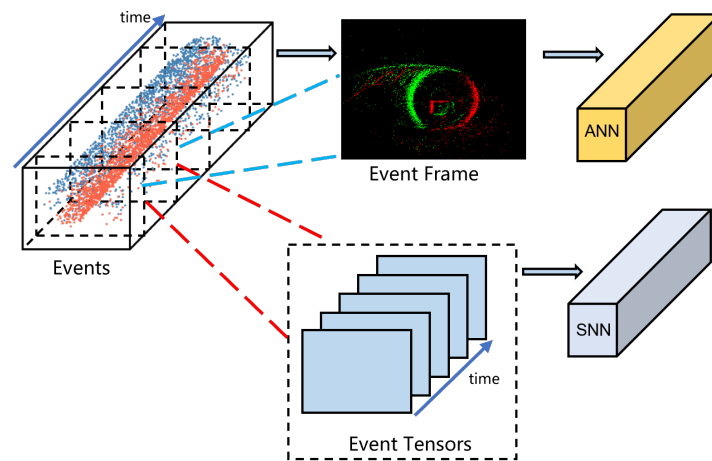 time
ANN
Event Frame
Events
SNN
time
Event Tensors